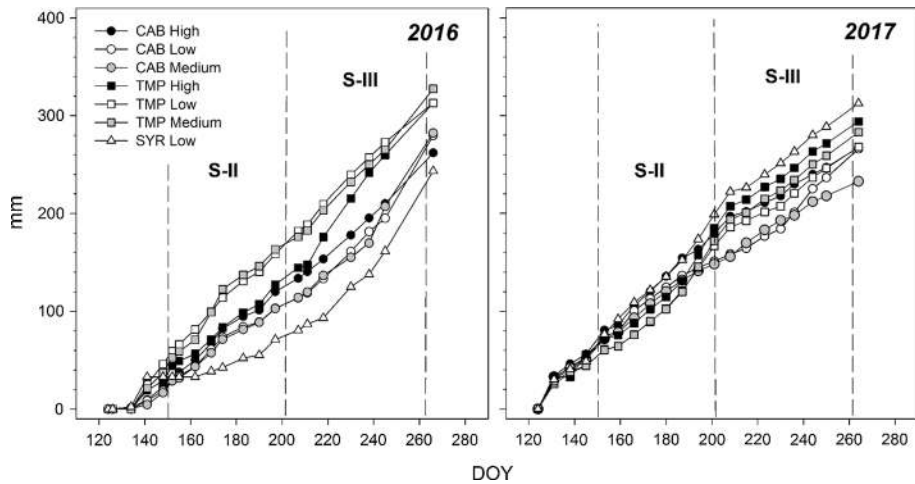 400
300
200
100
0
mm
2016
CAB High
CAB Low
CAB Medium
TMP High
TMP Low
TMP Medium
SYR Low
S-II
S-III
120 140 160 180 200 220 240 260 280
2017
S-II
S-III
120 140 160 180 200 220 240 260 280
DOY